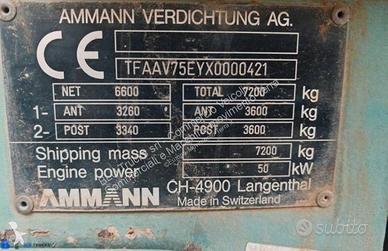 AMMANN VERDICHTUNG AG.
CE
TFAAV75EYX0000421
NET 6600 TOTAL 7200 kg
1- ANT 3260 ANT 3600 kg
2- POST 3340 POST 3600 kg
Shipping mass 7200 kg
Engine power 50 kW
AMMANN CH-4900 Langenthal
Made in Switzerland
subito